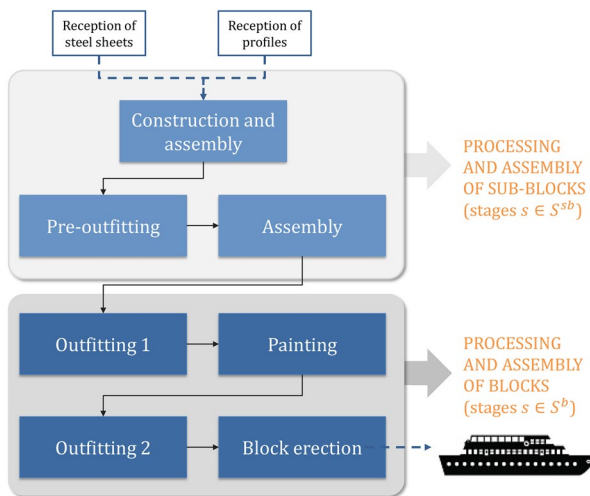 Reception of
steel sheets
Reception of
profiles
Construction and
assembly
Pre-outfitting
Assembly
PROCESSING
AND ASSEMBLY
OF SUB-BLOCKS
(stages s ∈ S^{sb})
Outfitting 1
Painting
Outfitting 2
Block erection
PROCESSING
AND ASSEMBLY
OF BLOCKS
(stages s ∈ S^{b})